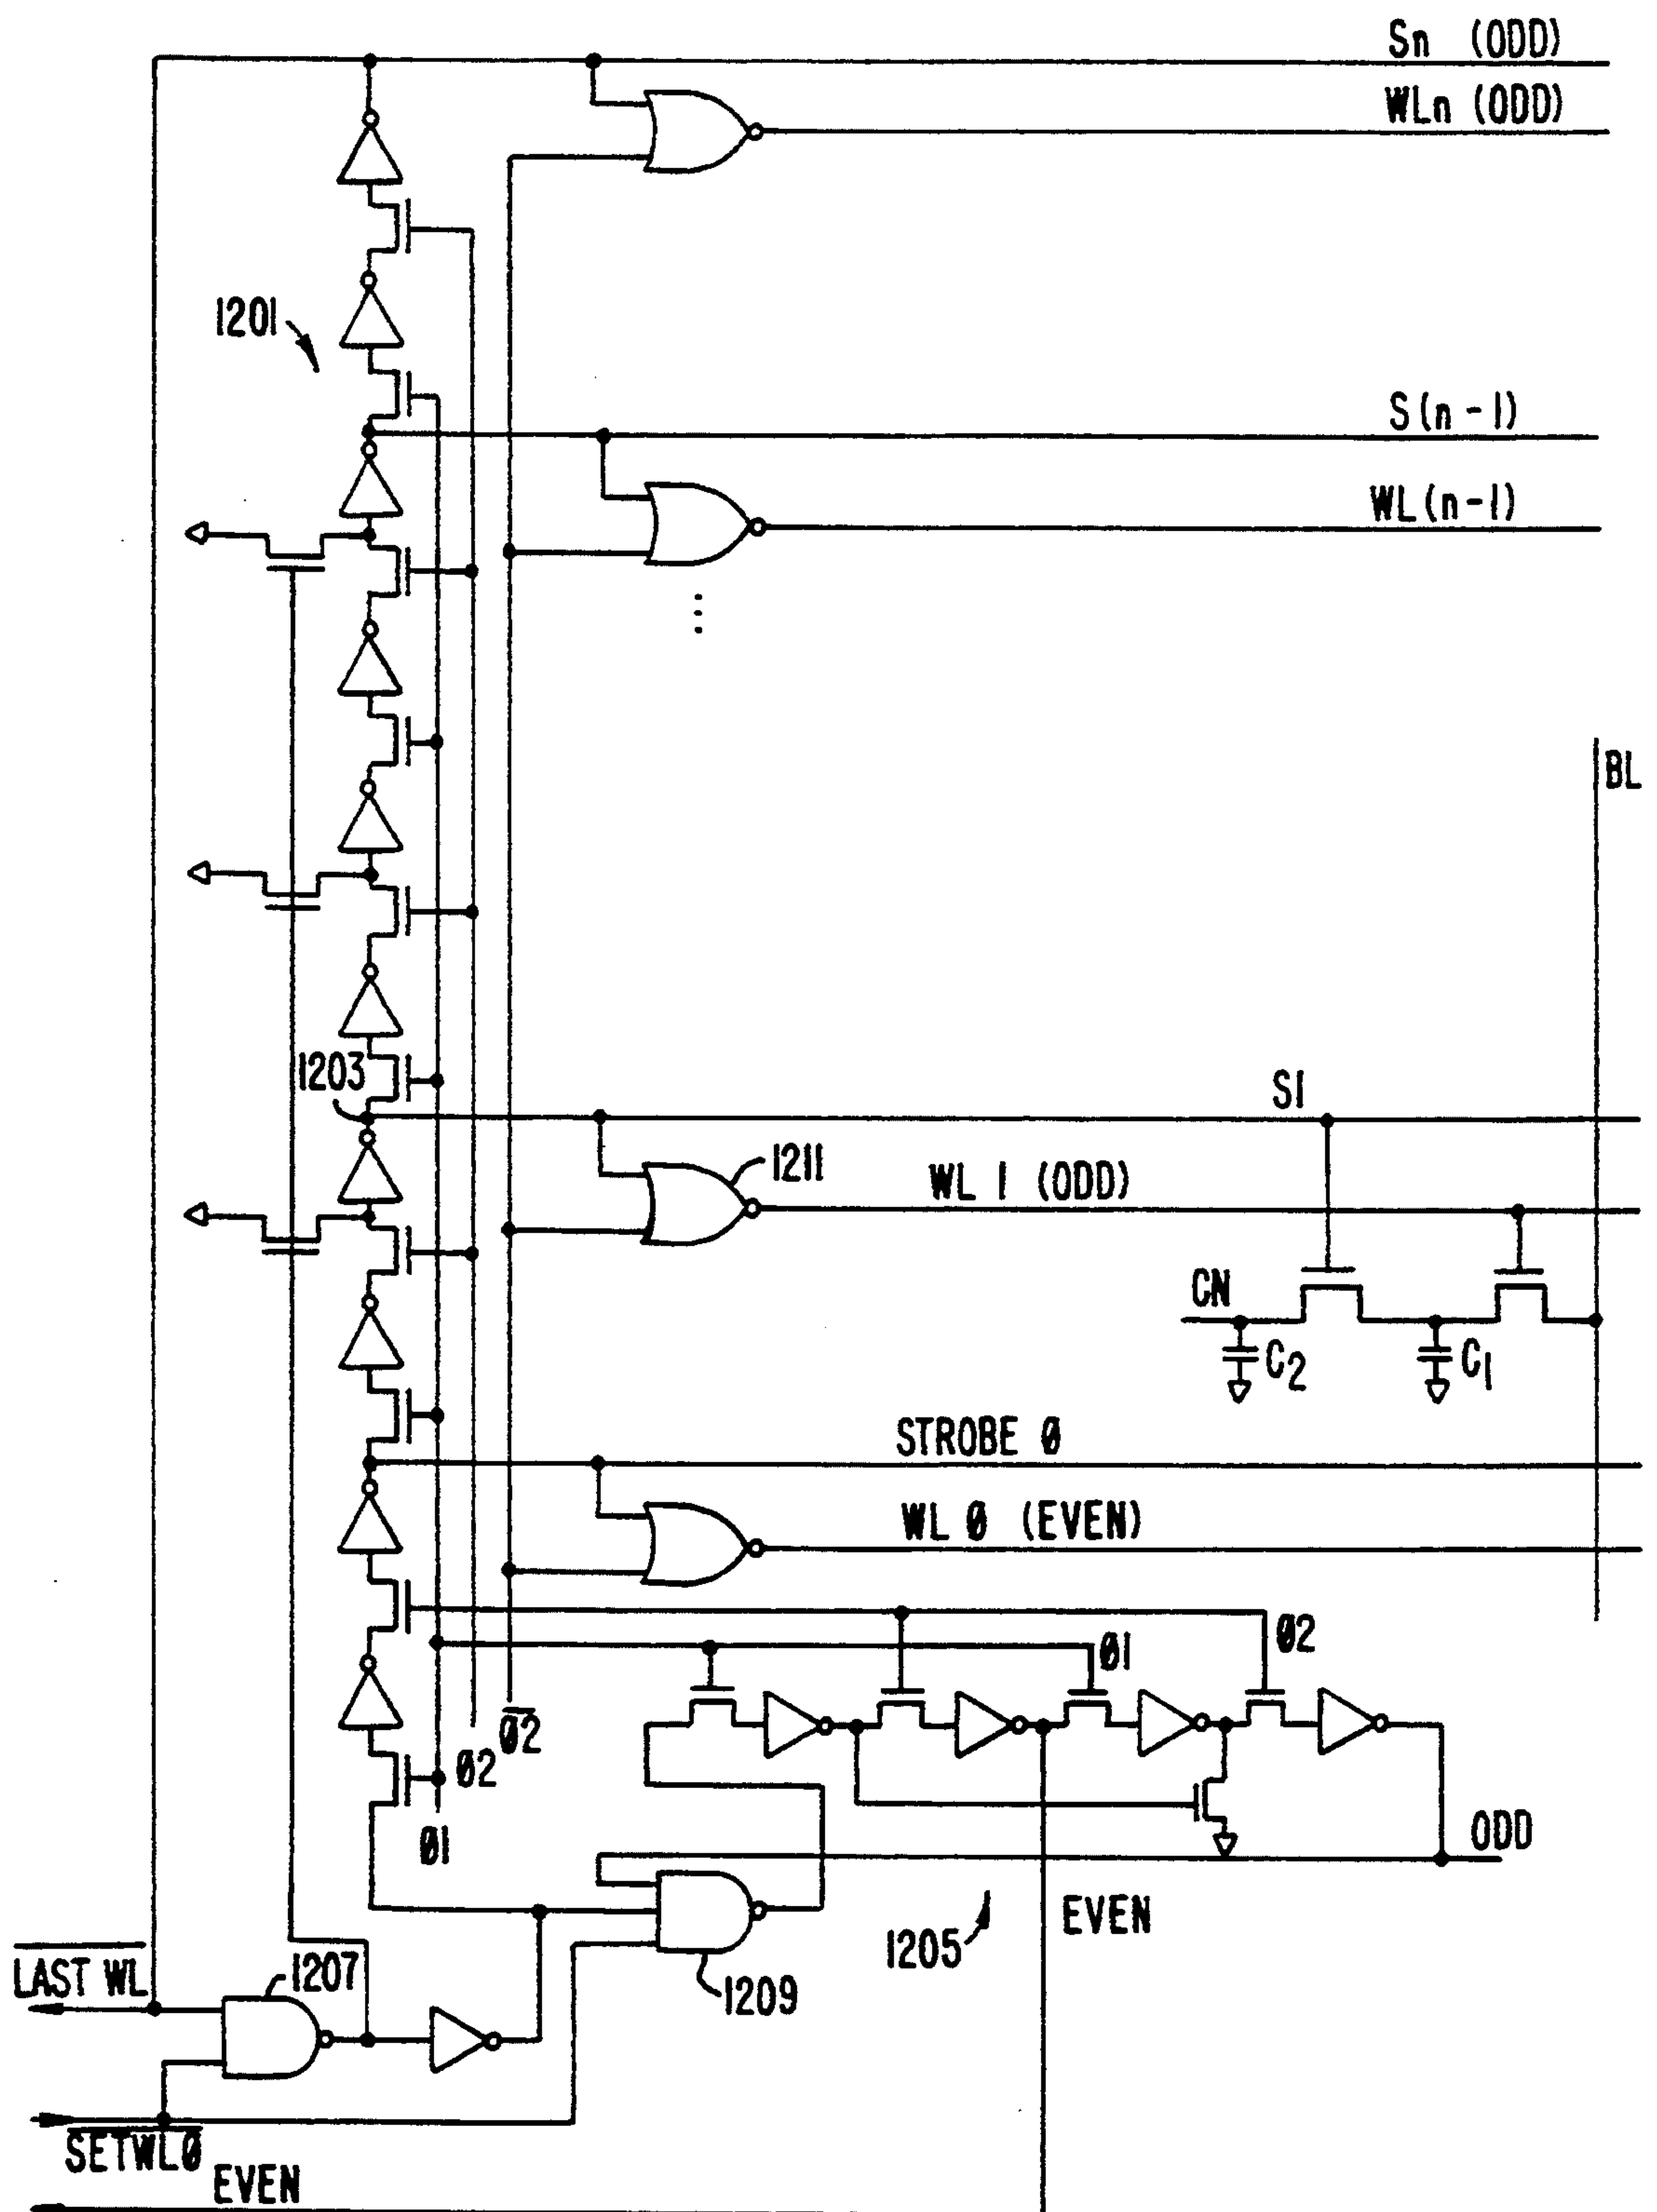 Sn (ODD)
WLn (ODD)
1201
S(n-1)
WL(n-1)
BL
1203
S1
1211
WL 1 (ODD)
CN
C2
C1
STROBE Ø
WL Ø (EVEN)
Ø2
Ø1
Ø2
Ø2
Ø1
ODD
EVEN
1205
LAST WL
1207
1209
SETWLØ
EVEN